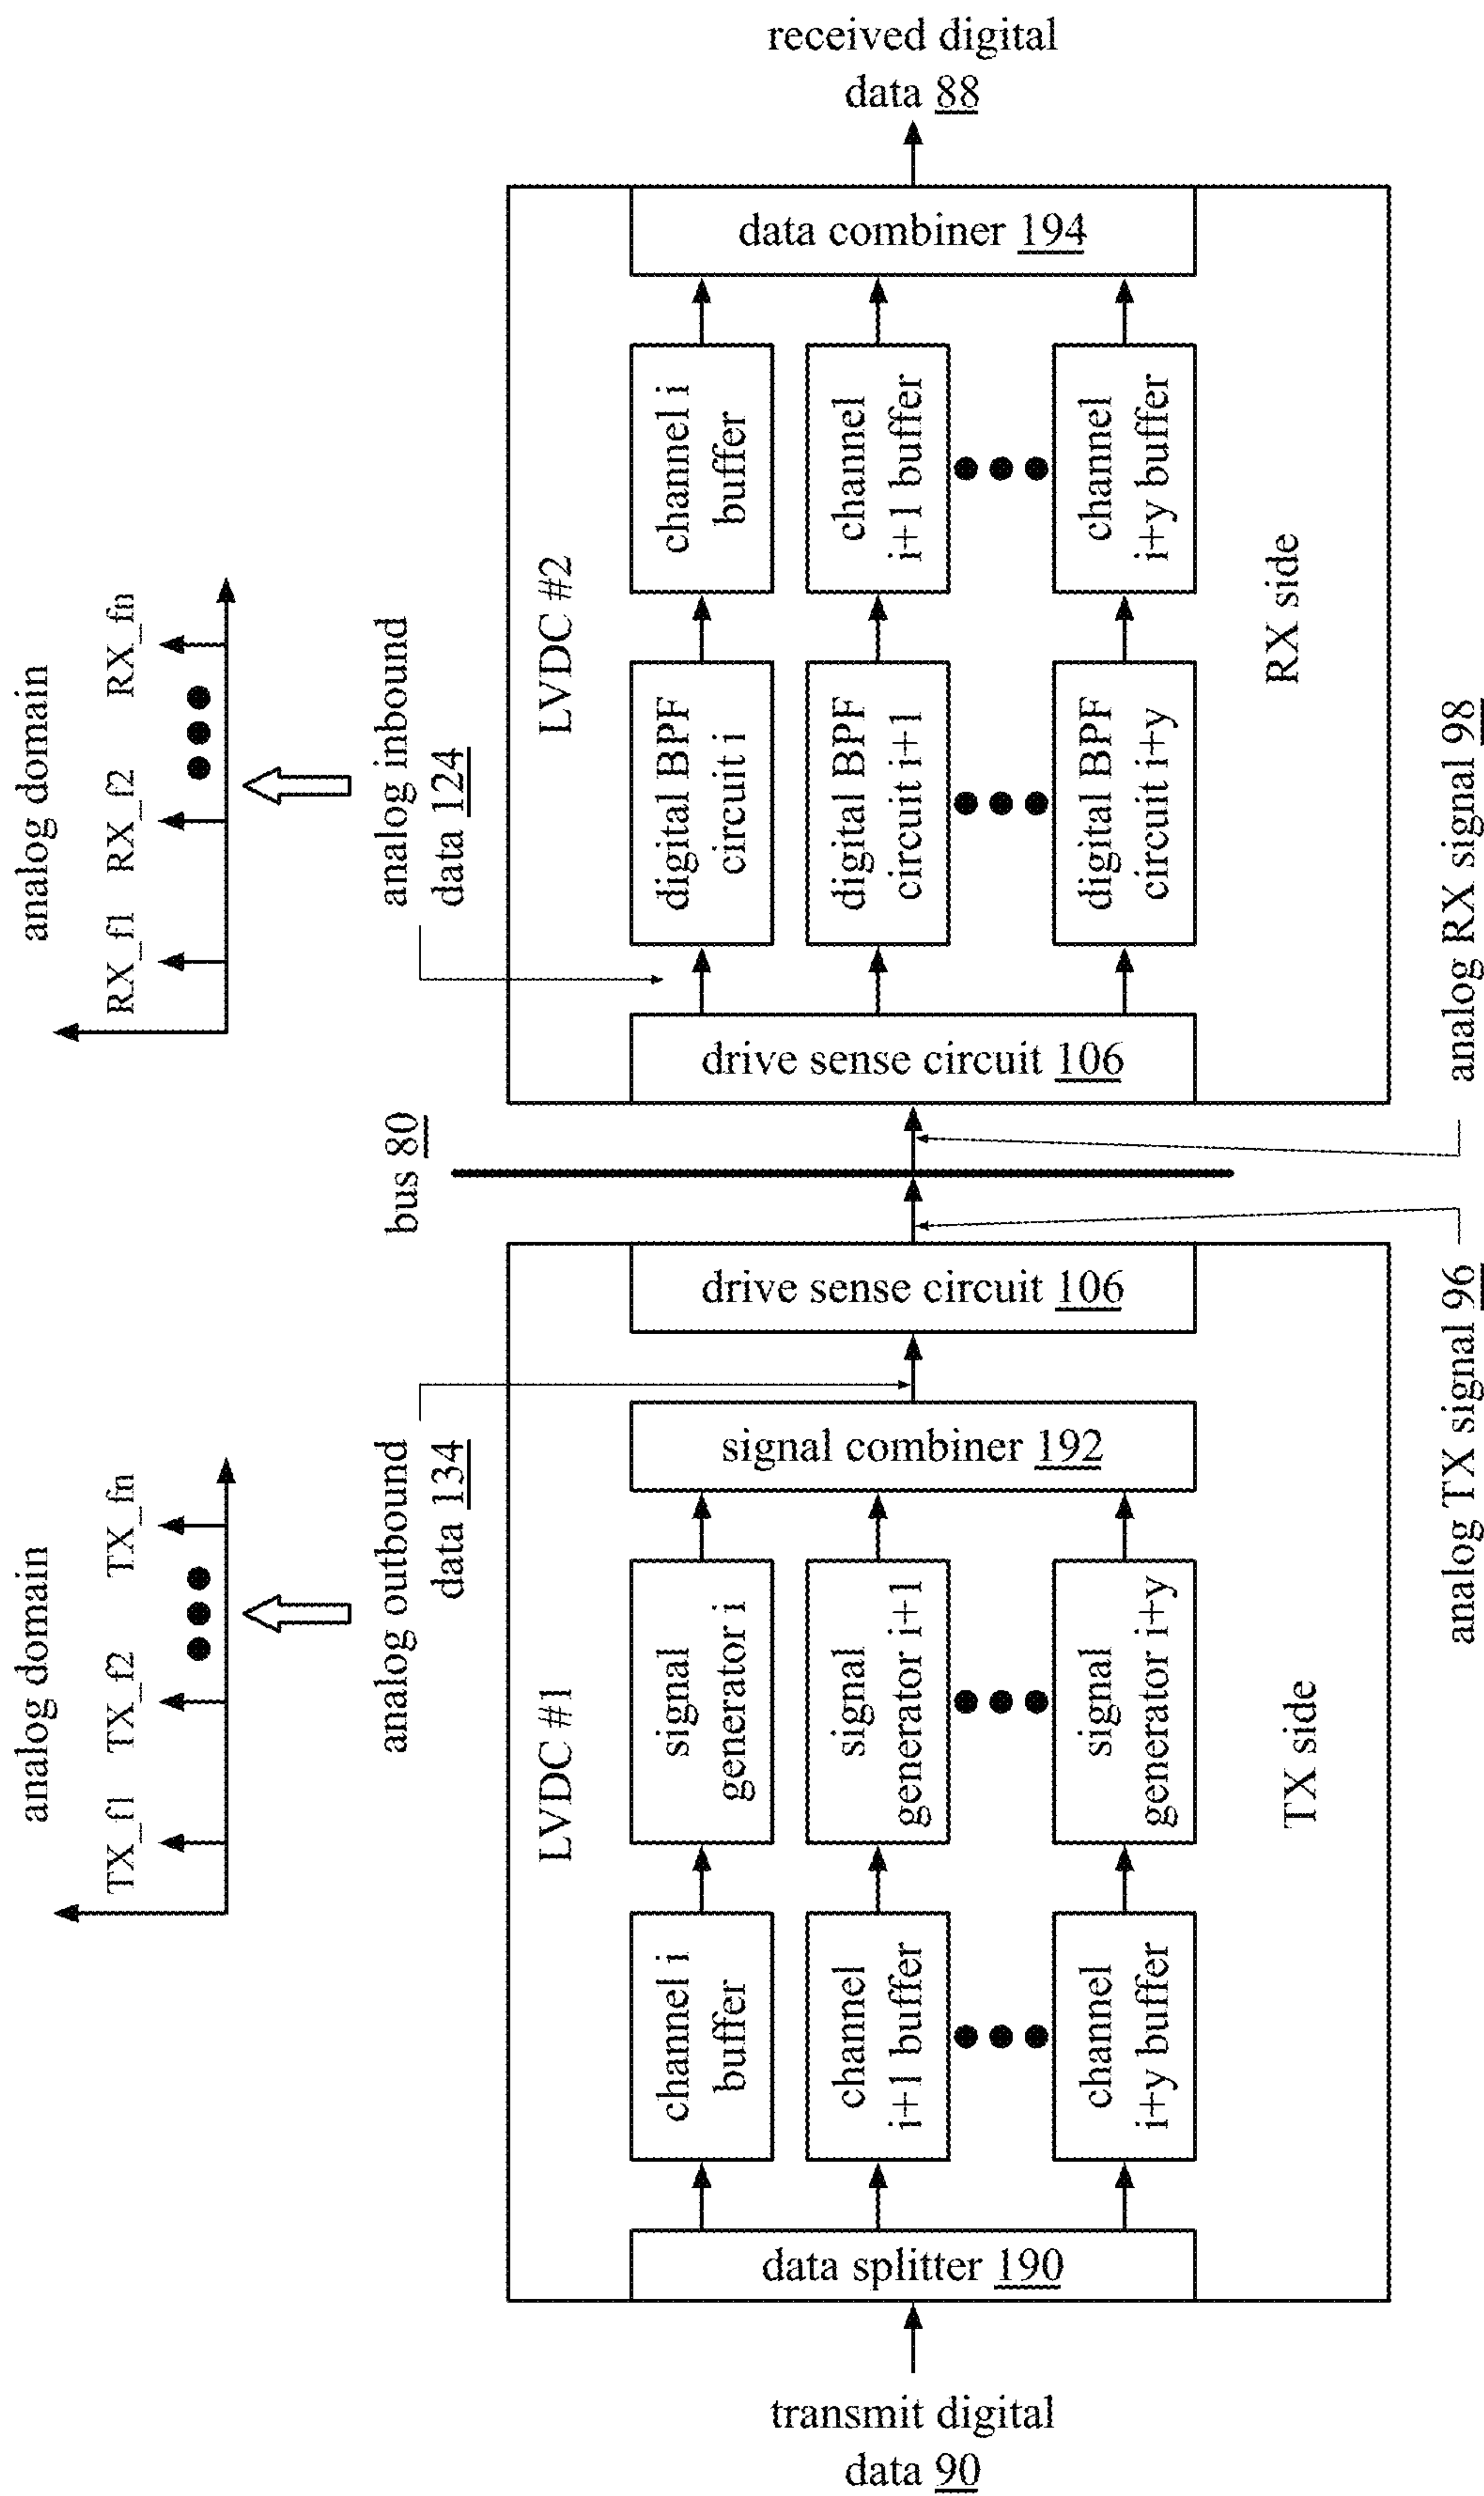 received digital
data 88
analog domain
RX_f1
RX_f2
RX_fn
analog inbound
data 124
LVDC #2
data combiner 194
channel i
buffer
channel
i+1 buffer
channel
i+y buffer
digital BPF
circuit i
digital BPF
circuit i+1
digital BPF
circuit i+y
RX side
drive sense circuit 106
analog RX signal 98
bus 80
analog domain
TX_f1
TX_f2
TX_fn
analog outbound
data 134
LVDC #1
drive sense circuit 106
signal combiner 192
analog TX signal 96
signal
generator i
signal
generator i+1
signal
generator i+y
TX side
channel i
buffer
channel
i+1 buffer
channel
i+y buffer
data splitter 190
transmit digital
data 90